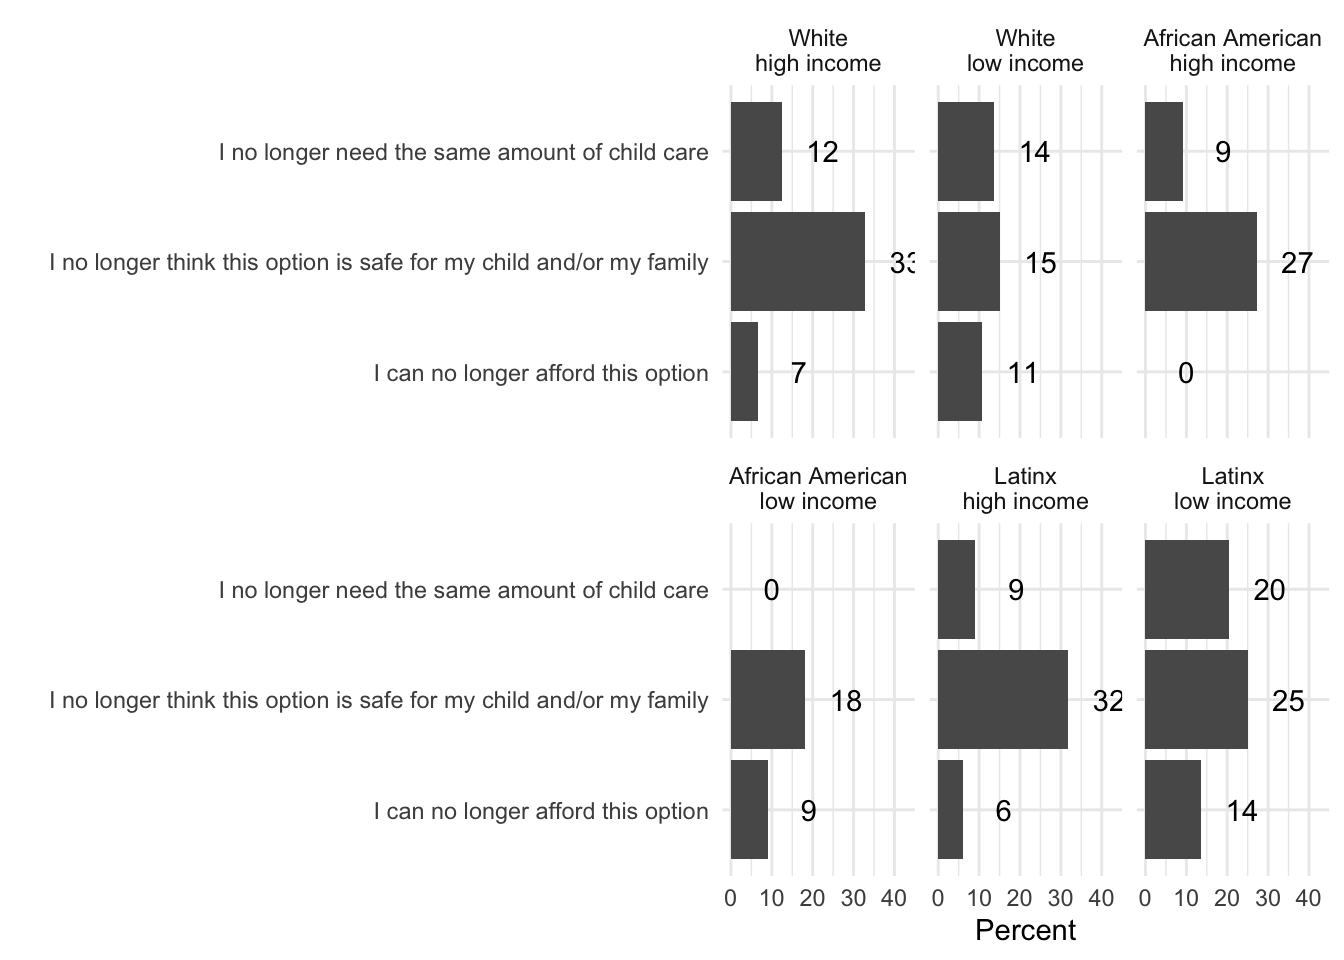 White
high income
White
low income
African American
high income
I no longer need the same amount of child care
12
14
9
I no longer think this option is safe for my child and/or my family
33
15
27
I can no longer afford this option
7
11
0
African American
low income
Latinx
high income
Latinx
low income
I no longer need the same amount of child care
0
9
20
I no longer think this option is safe for my child and/or my family
18
32
25
I can no longer afford this option
9
6
14
0 10 20 30 40
0 10 20 30 40
0 10 20 30 40
Percent